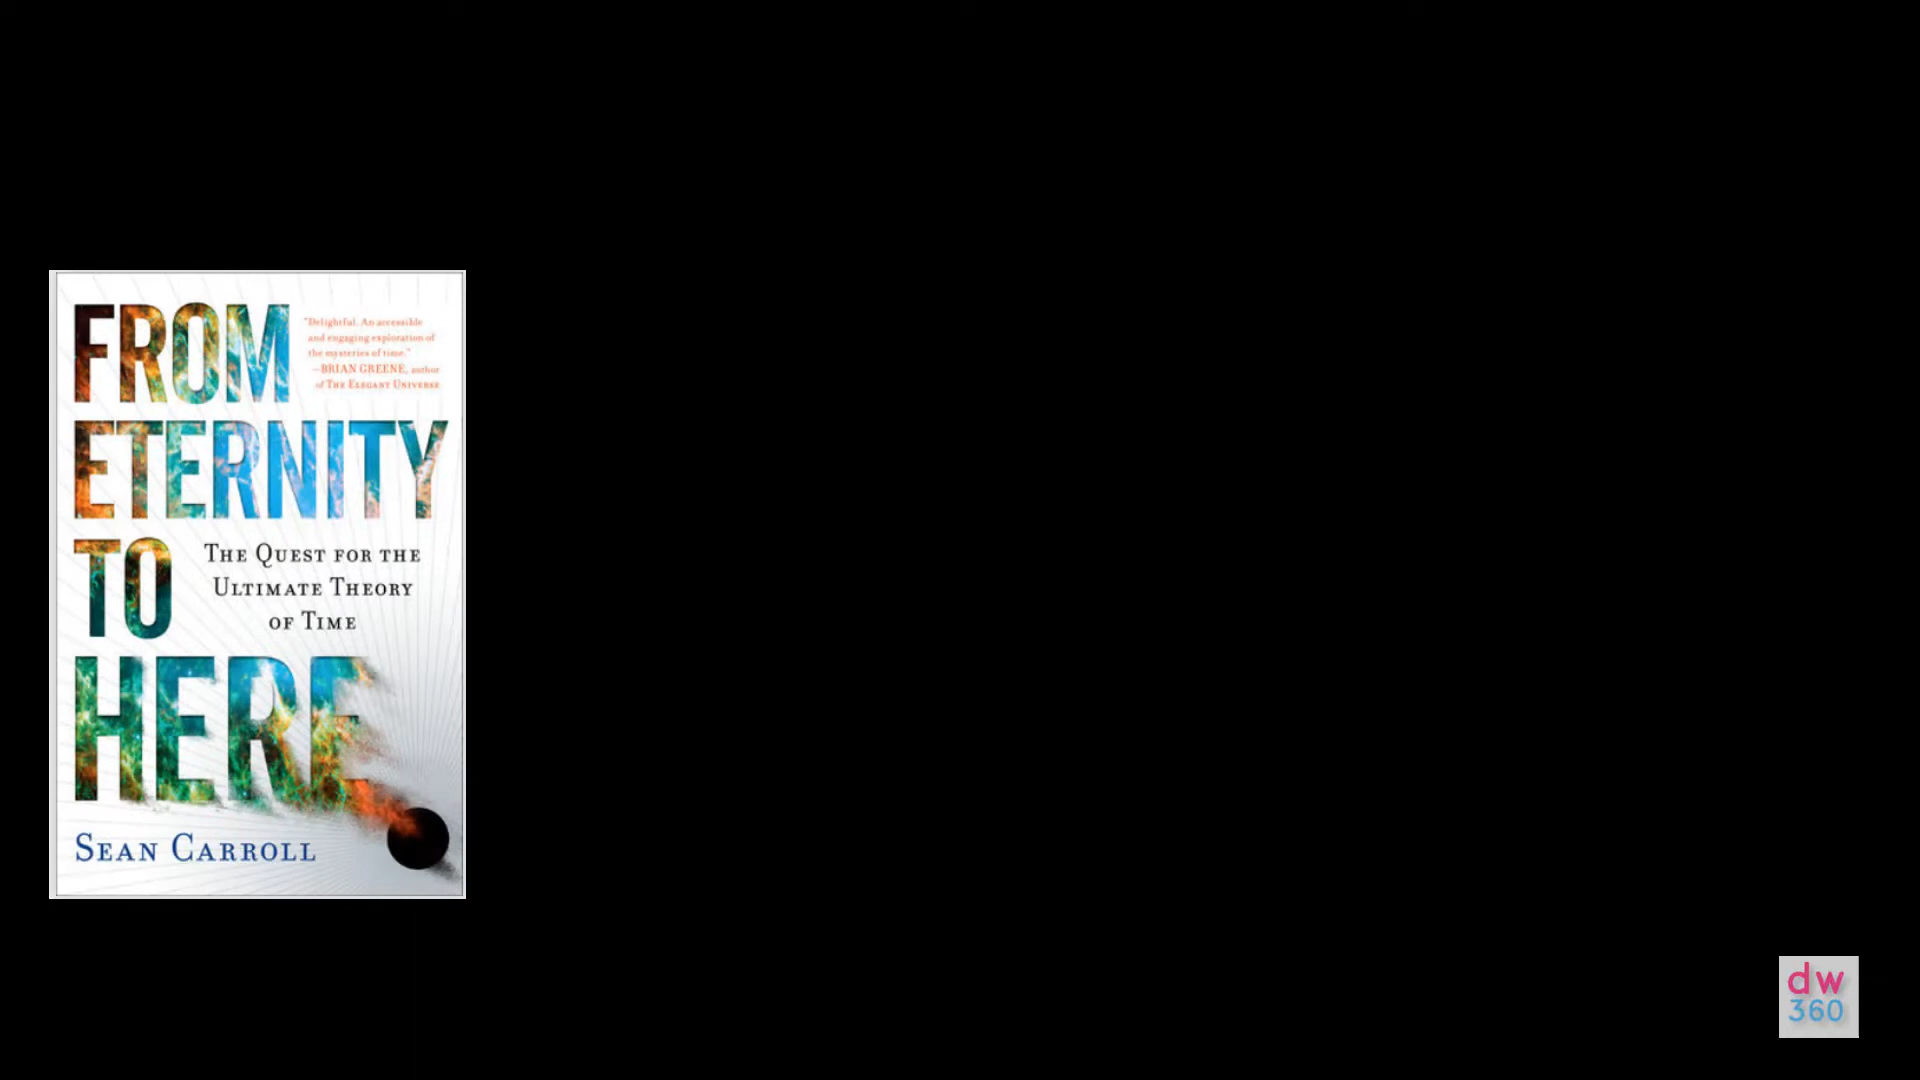 FROM
"Delightful. An accessible
and engaging exploration of
the mysteries of time."
—BRIAN GREENE, author
of THE ELEGANT UNIVERSE
ETERNITY
TO
THE QUEST FOR THE
ULTIMATE THEORY
OF TIME
HERE
SEAN CARROLL
dw
360